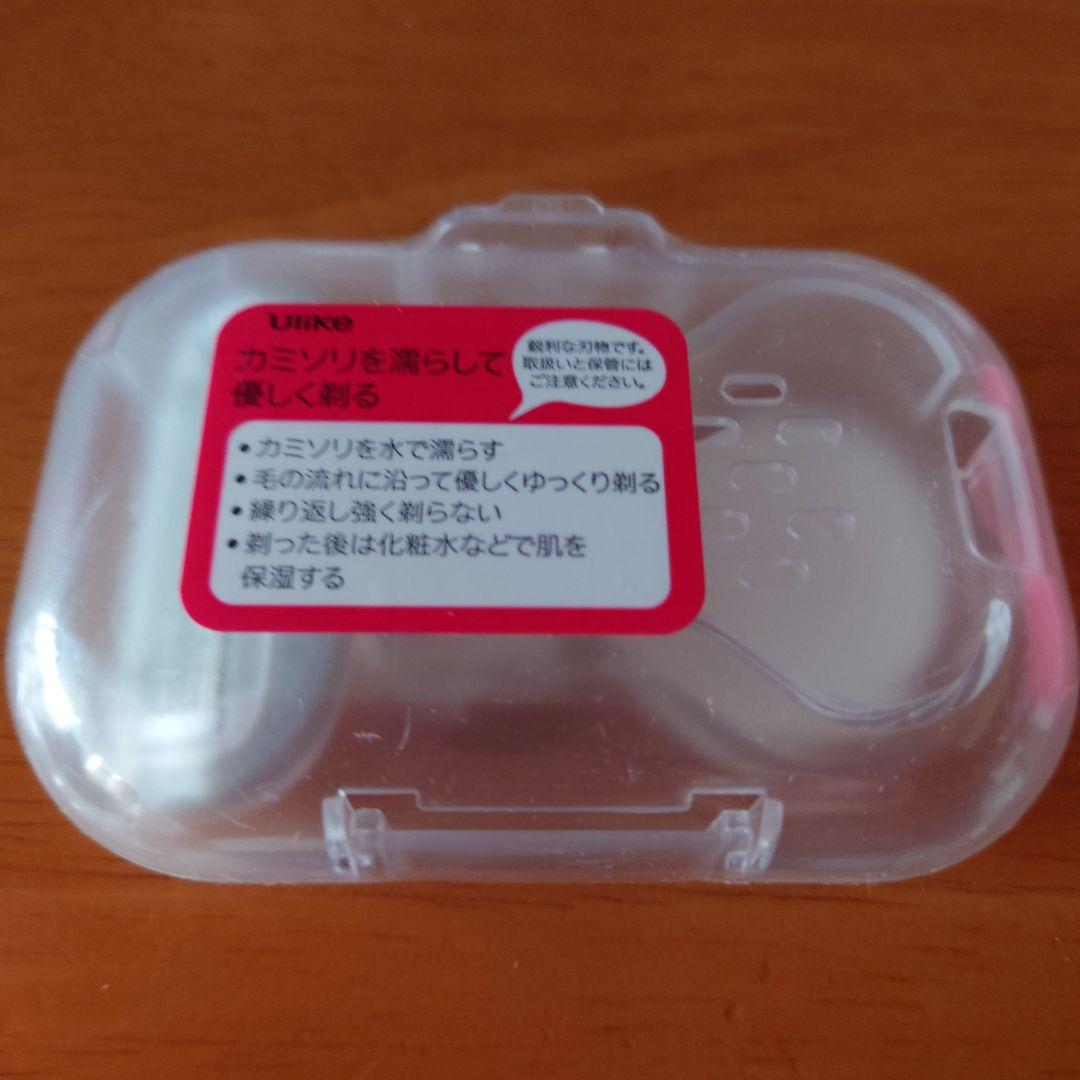 Ulike
カミソリを濡らして
優しく剃る
鋭利な刃物です。
取扱いと保管には
ご注意ください。
•カミソリを水で濡らす
•毛の流れに沿って優しくゆっくり剃る
•繰り返し強く剃らない
•剃った後は化粧水などで肌を
保湿する